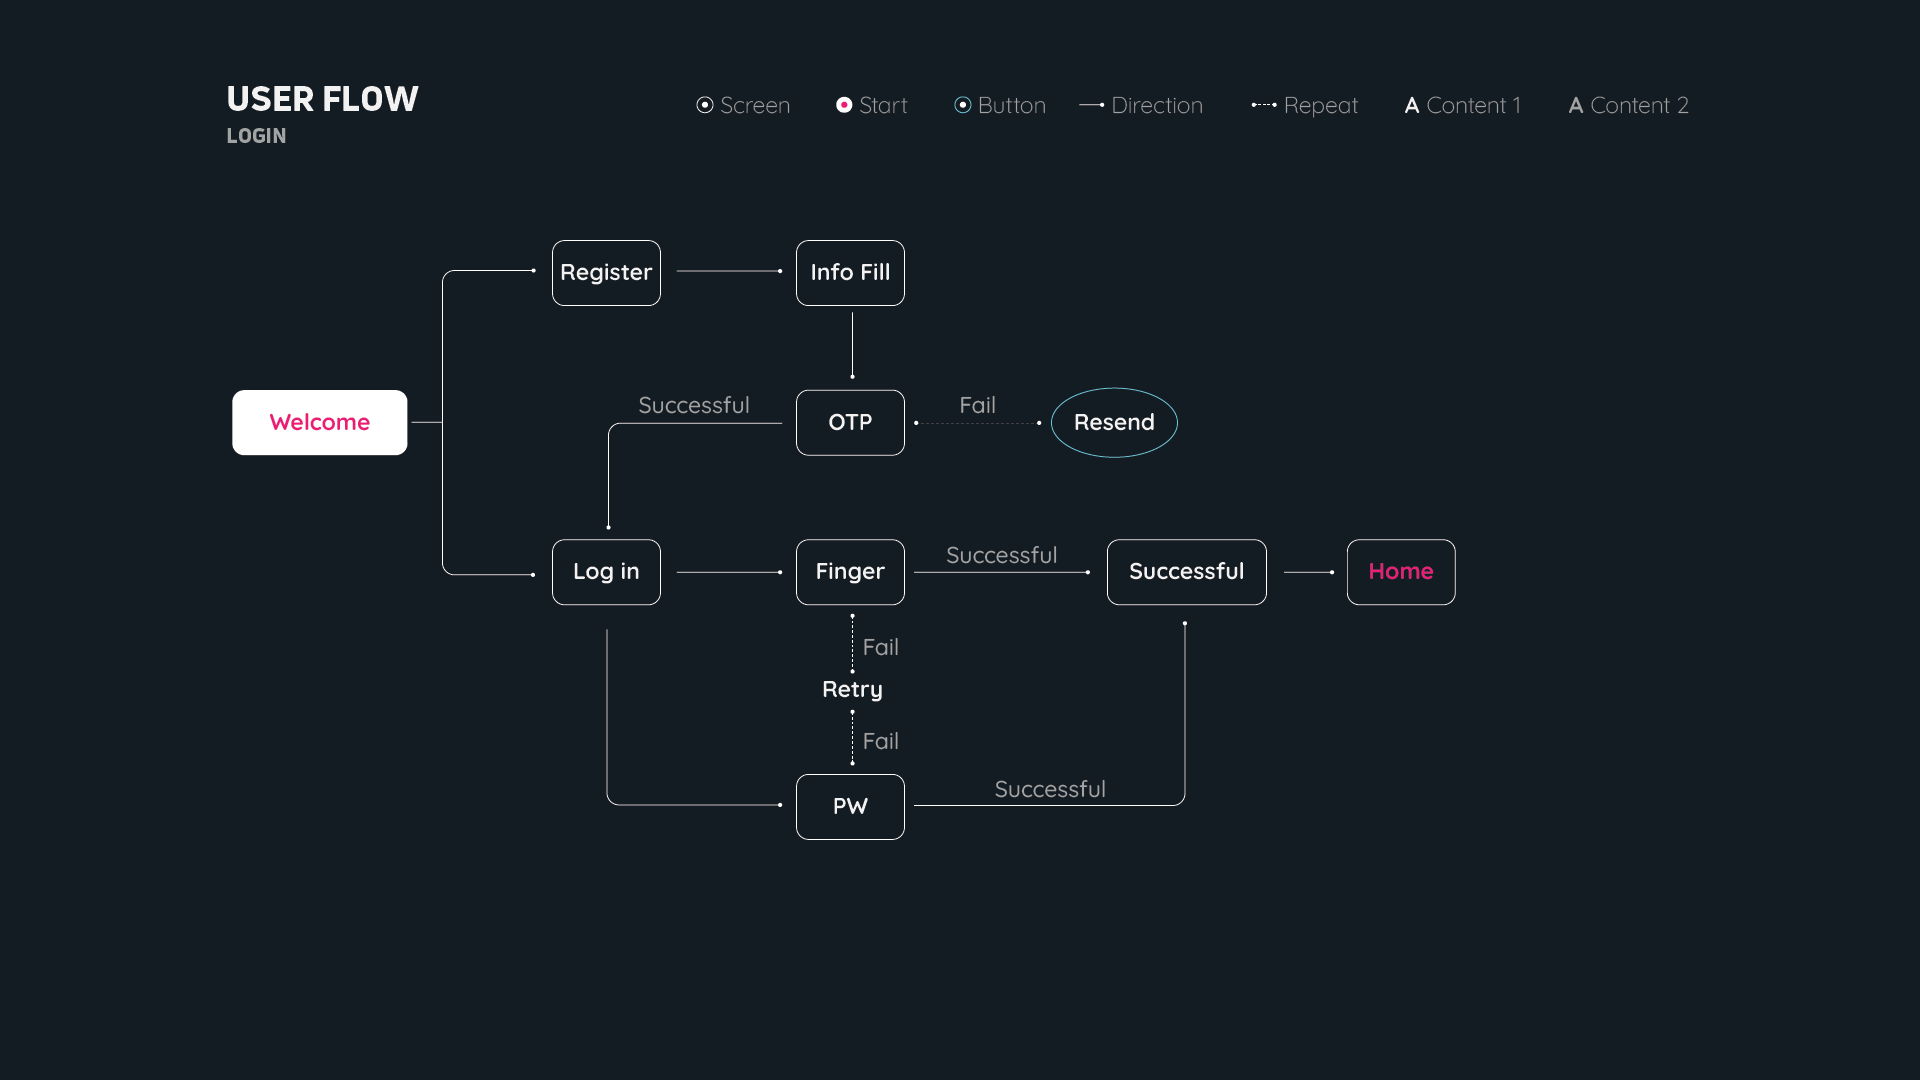 USER FLOW
LOGIN
Screen
Start
Button
Direction
Repeat
A Content 1
A Content 2
Register
Info Fill
Welcome
Successful
OTP
Fail
Resend
Log in
Finger
Successful
Successful
Home
Fail
Retry
Fail
PW
Successful